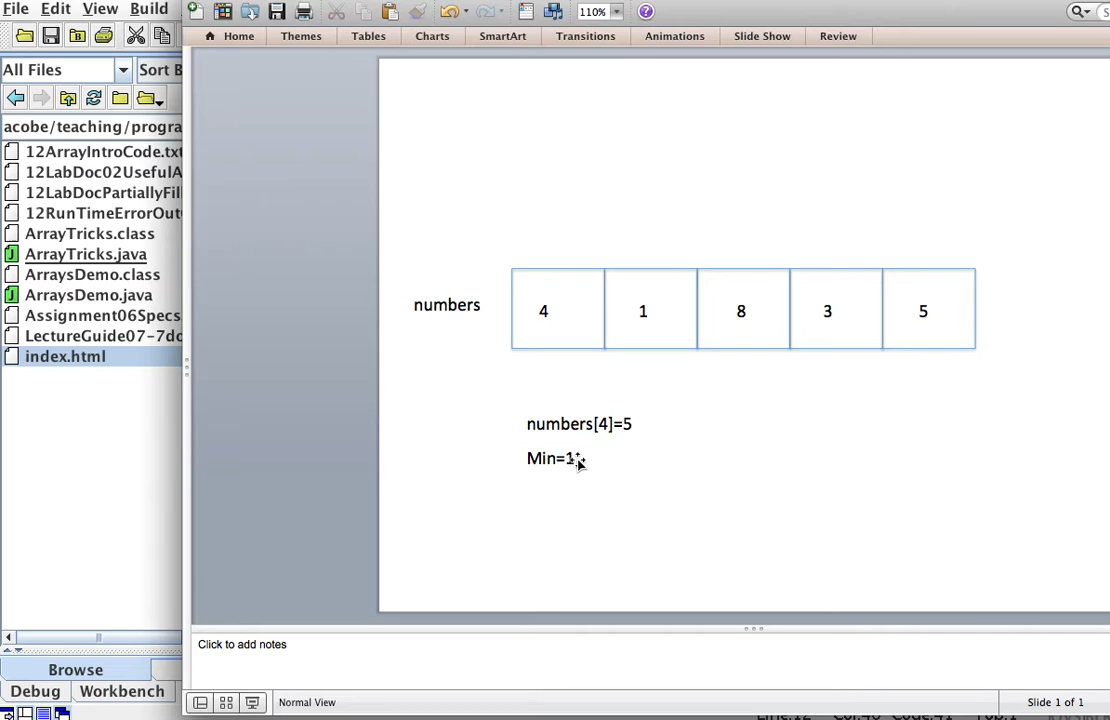 File Edit View Build
110%
Home Themes Tables Charts SmartArt Transitions Animations Slide Show Review
All Files Sort B
acobe/teaching/progra
12ArrayIntroCode.txt
12LabDoc02UsefulA
12LabDocPartiallyFill
12RunTimeErrorOut
ArrayTricks.class
ArrayTricks.java
ArraysDemo.class
ArraysDemo.java
Assignment06Specs
LectureGuide07-7do
index.html
numbers 4 1 8 3 5
numbers[4]=5
Min=1
Click to add notes
Browse
Debug Workbench
Normal View
Slide 1 of 1